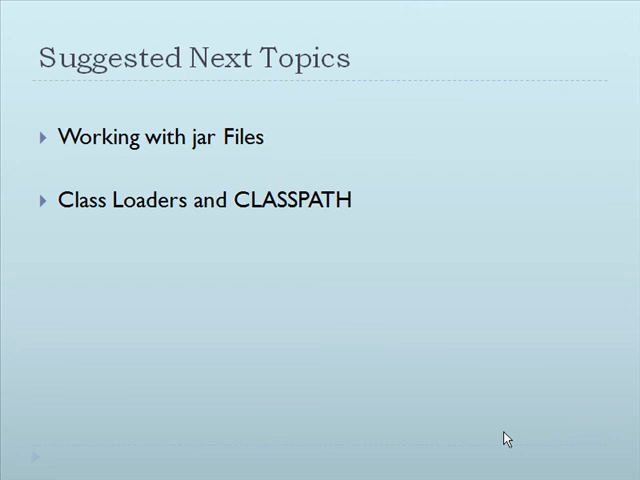 Suggested Next Topics
Working with jar Files
Class Loaders and CLASSPATH